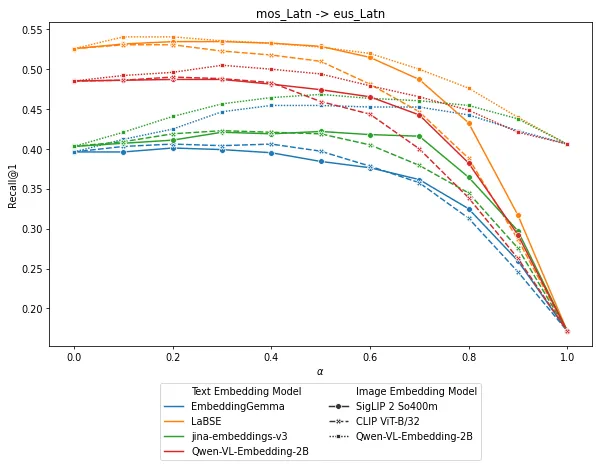 mos_Latn -> eus_Latn
Recall@1
0.55
0.50
0.45
0.40
0.35
0.30
0.25
0.20
0.0
0.2
0.4
0.6
0.8
1.0
α
Text Embedding Model
EmbeddingGemma
LaBSE
jina-embeddings-v3
Qwen-VL-Embedding-2B
Image Embedding Model
SigLIP 2 So400m
CLIP ViT-B/32
Qwen-VL-Embedding-2B